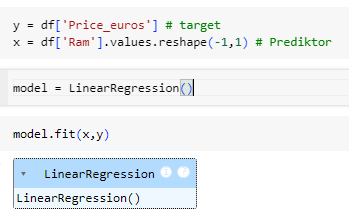 y = df['Price_euros'] # target
x = df['Ram'].values.reshape(-1,1) # Prediktor
model = LinearRegression()
model.fit(x,y)
▾ LinearRegression i ?
LinearRegression()